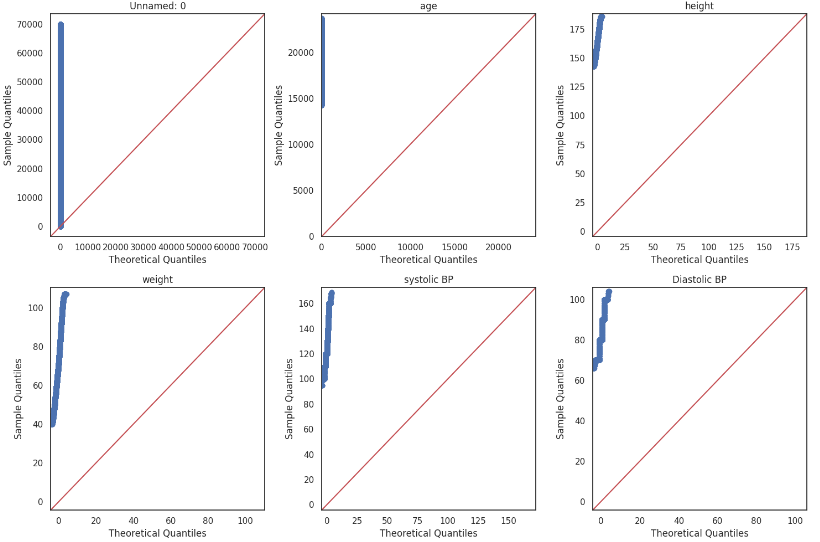 Unnamed: 0
age
height
70000
60000
50000
40000
30000
20000
10000
0
Sample Quantiles
0 10000 20000 30000 40000 50000 60000 70000
Theoretical Quantiles
20000
15000
10000
5000
0
Sample Quantiles
0 5000 10000 15000 20000
Theoretical Quantiles
175
150
125
100
75
50
25
0
Sample Quantiles
0 25 50 75 100 125 150 175
Theoretical Quantiles
weight
systolic BP
Diastolic BP
100
80
60
40
20
0
Sample Quantiles
0 20 40 60 80 100
Theoretical Quantiles
160
140
120
100
80
60
40
20
0
Sample Quantiles
0 25 50 75 100 125 150
Theoretical Quantiles
100
80
60
40
20
0
Sample Quantiles
0 20 40 60 80 100
Theoretical Quantiles